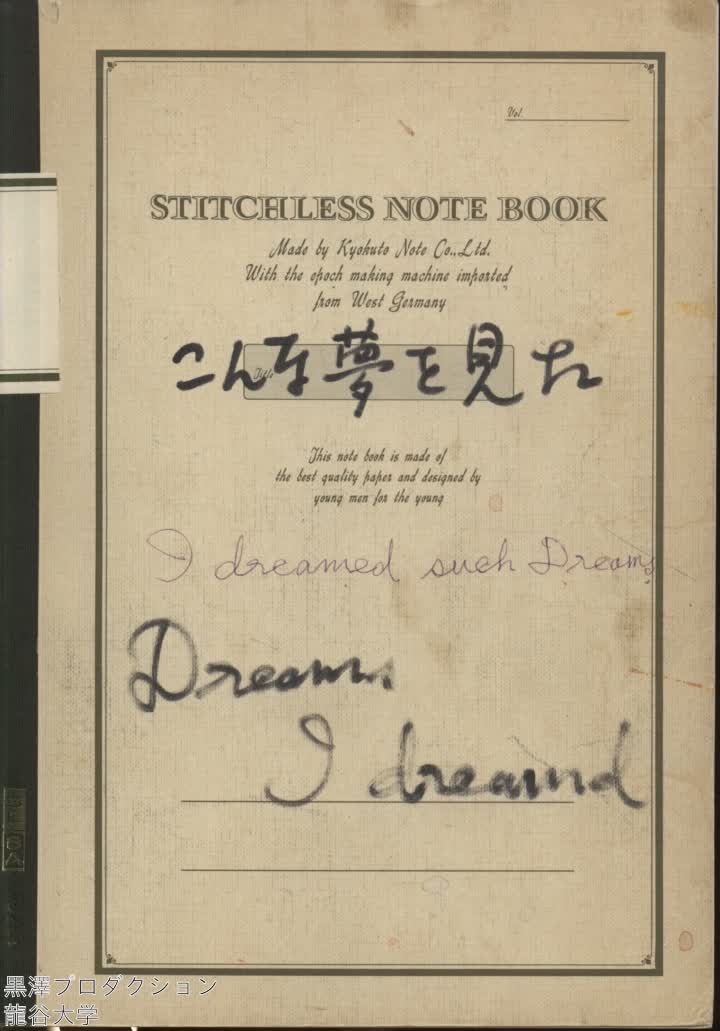 Vol.
STITCHLESS NOTE BOOK
Made by Kyokuto Note Co.,Ltd.
With the epoch making machine imported
from West Germany
こんな夢を見た
Title
This note book is made of
the best quality paper and designed by
young men for the young
I dreamed such Dreams
Dreams
I dreamd
黒澤プロダクション
龍谷大学